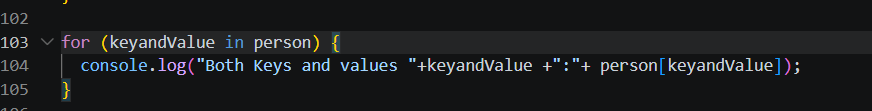 102
103 for (keyandValue in person) {
104 console.log("Both Keys and values "+keyandValue +":"+ person[keyandValue]);
105 }